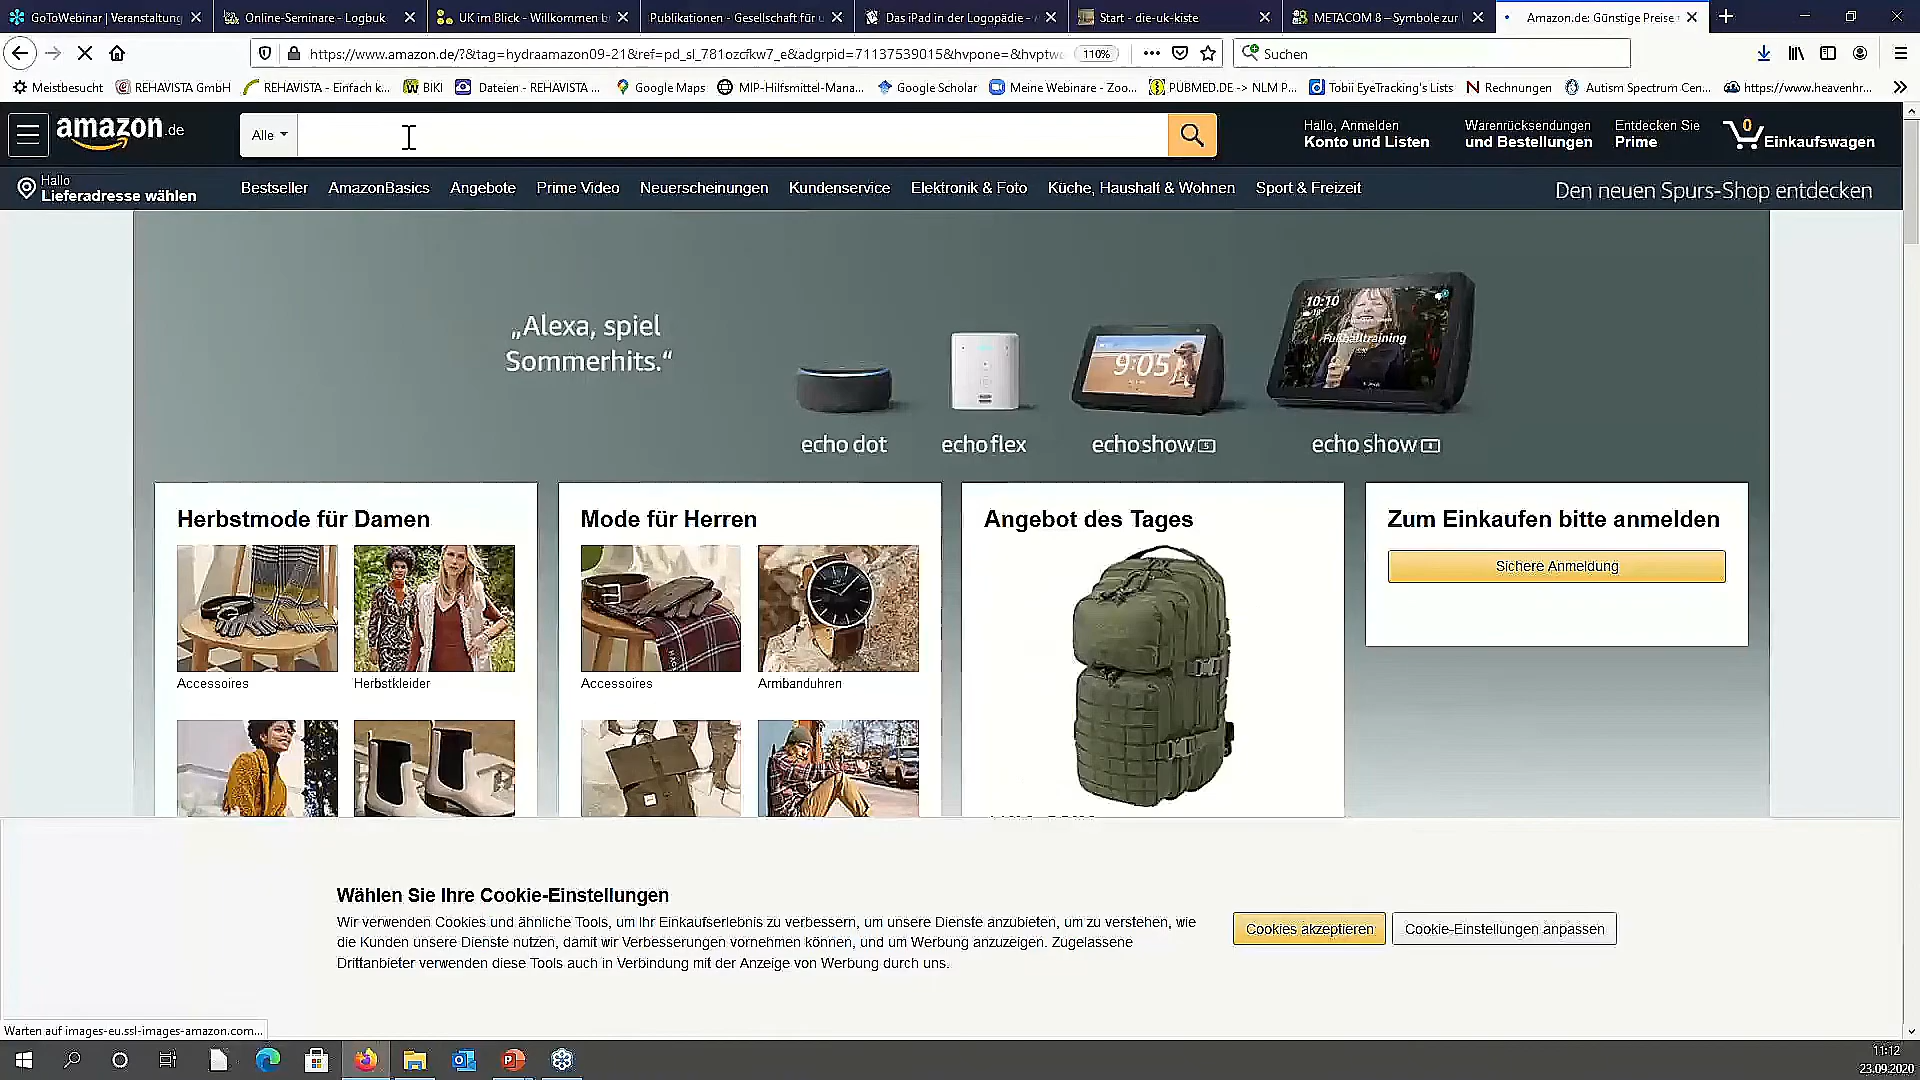 GoToWebinar | Veranstaltung
Online-Seminare - Logbuk
UK im Blick - Willkommen b
Publikationen - Gesellschaft für u
Das iPad in der Logopädie - A
Start - die-uk-kiste
METACOM 8 – Symbole zur
Amazon.de: Günstige Preise
https://www.amazon.de/?&tag=hydraamazon09-21&ref=pd_sl_781ozcfkw7_e&adgrpid=71137539015&hvpone=&hvptw
110%
Suchen
Meistbesucht
REHAVISTA GmbH
REHAVISTA - Einfach k...
BIKI
Dateien - REHAVISTA ...
Google Maps
MIP-Hilfsmittel-Mana...
Google Scholar
Meine Webinare - Zoo...
PUBMED.DE -> NLM P...
Tobii EyeTracking's Lists
Rechnungen
Autism Spectrum Cen...
https://www.heavenhr...
amazon.de
Alle
Hallo, Anmelden
Konto und Listen
Warenrücksendungen
und Bestellungen
Entdecken Sie
Prime
0
Einkaufswagen
Hallo
Lieferadresse wählen
Bestseller
AmazonBasics
Angebote
Prime Video
Neuerscheinungen
Kundenservice
Elektronik & Foto
Küche, Haushalt & Wohnen
Sport & Freizeit
Den neuen Spurs-Shop entdecken
„Alexa, spiel
Sommerhits.“
9:05
10:10
Fußballtraining
echo dot
echo flex
echo show 5
echo show 8
Herbstmode für Damen
Accessoires
Herbstkleider
Mode für Herren
Accessoires
Armbanduhren
Angebot des Tages
Zum Einkaufen bitte anmelden
Sichere Anmeldung
Wählen Sie Ihre Cookie-Einstellungen
Wir verwenden Cookies und ähnliche Tools, um Ihr Einkaufserlebnis zu verbessern, um unsere Dienste anzubieten, um zu verstehen, wie
die Kunden unsere Dienste nutzen, damit wir Verbesserungen vornehmen können, und um Werbung anzuzeigen. Zugelassene
Drittanbieter verwenden diese Tools auch in Verbindung mit der Anzeige von Werbung durch uns.
Cookies akzeptieren
Cookie-Einstellungen anpassen
Warten auf images-eu.ssl-images-amazon.com...
11:12
23.09.2020